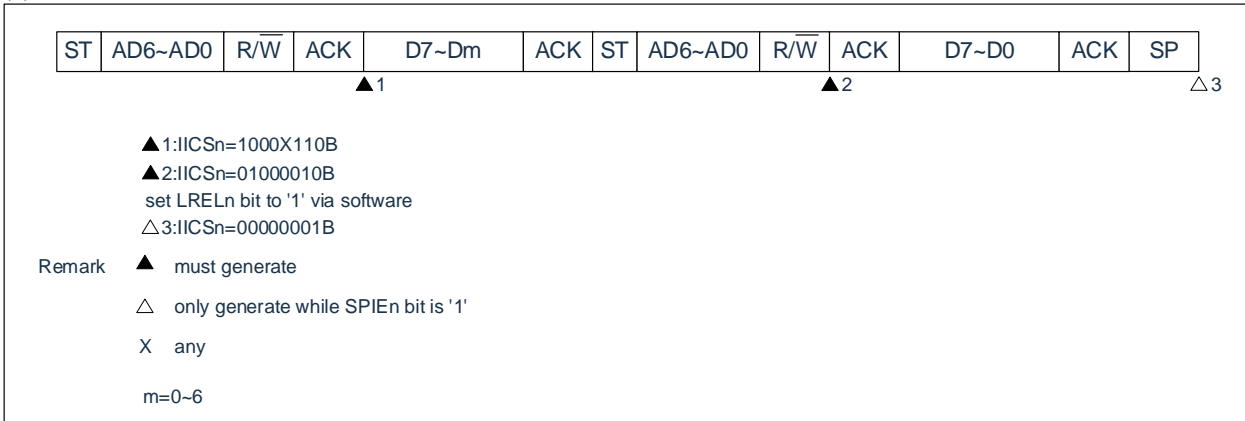 ST AD6~AD0 R/W̅ ACK D7~Dm ACK ST AD6~AD0 R/W̅ ACK D7~D0 ACK SP
▲1 ▲2 △3
▲1:IICSn=1000X110B
▲2:IICSn=01000010B
set LRELn bit to '1' via software
△3:IICSn=00000001B
Remark ▲ must generate
△ only generate while SPIEn bit is '1'
X any
m=0~6